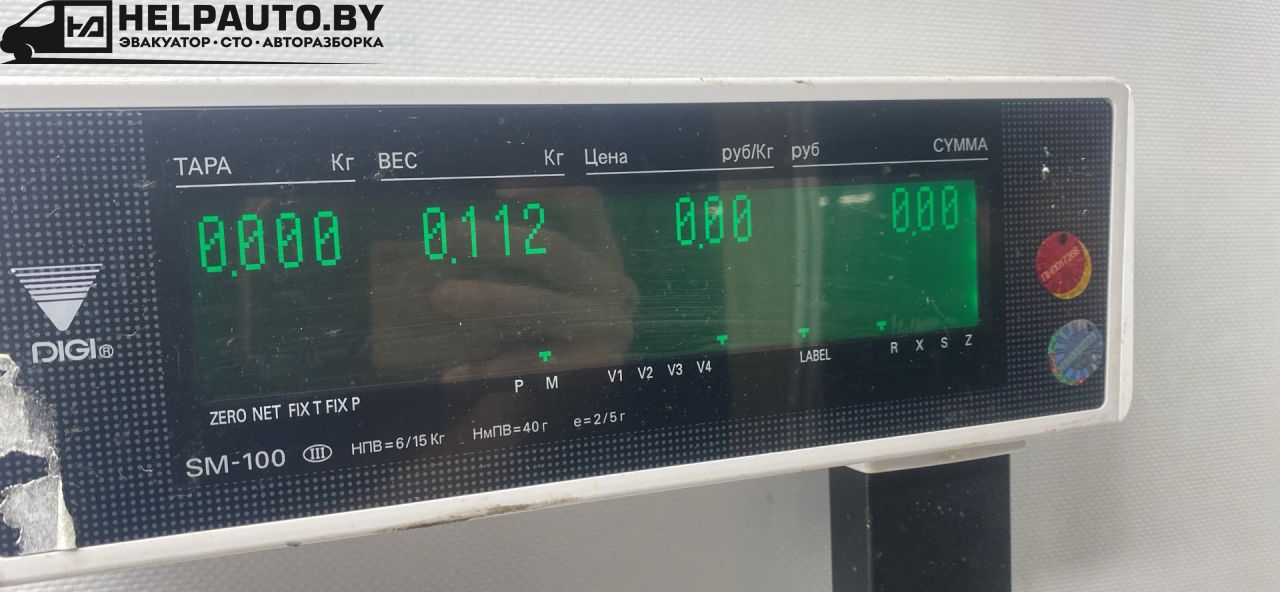 HELPAUTO.BY
ЭВАКУАТОР·СТО·АВТОРАЗБОРКА
ТАРА Кг ВЕС Кг Цена руб/Кг руб СУММА
0.000 0.112 0.00 0.00
DIGI®
P M V1 V2 V3 V4 LABEL R X S Z
ZERO NET FIX T FIX P
SM-100 III НПВ=6/15 Кг НмПВ=40 г e=2/5 г